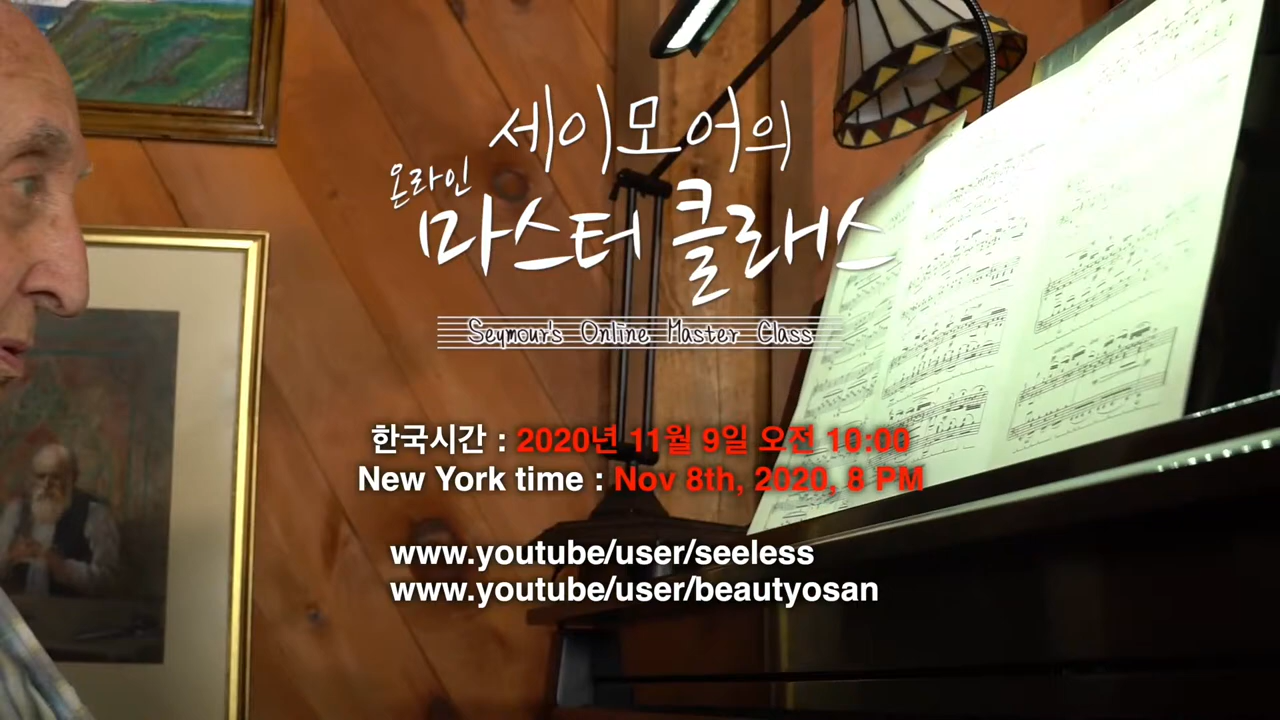 세이모어의
온라인
마스터 클래스
Seymour's Online Master Class
한국시간 : 2020년 11월 9일 오전 10:00
New York time : Nov 8th, 2020, 8 PM
www.youtube/user/seeless
www.youtube/user/beautyosan